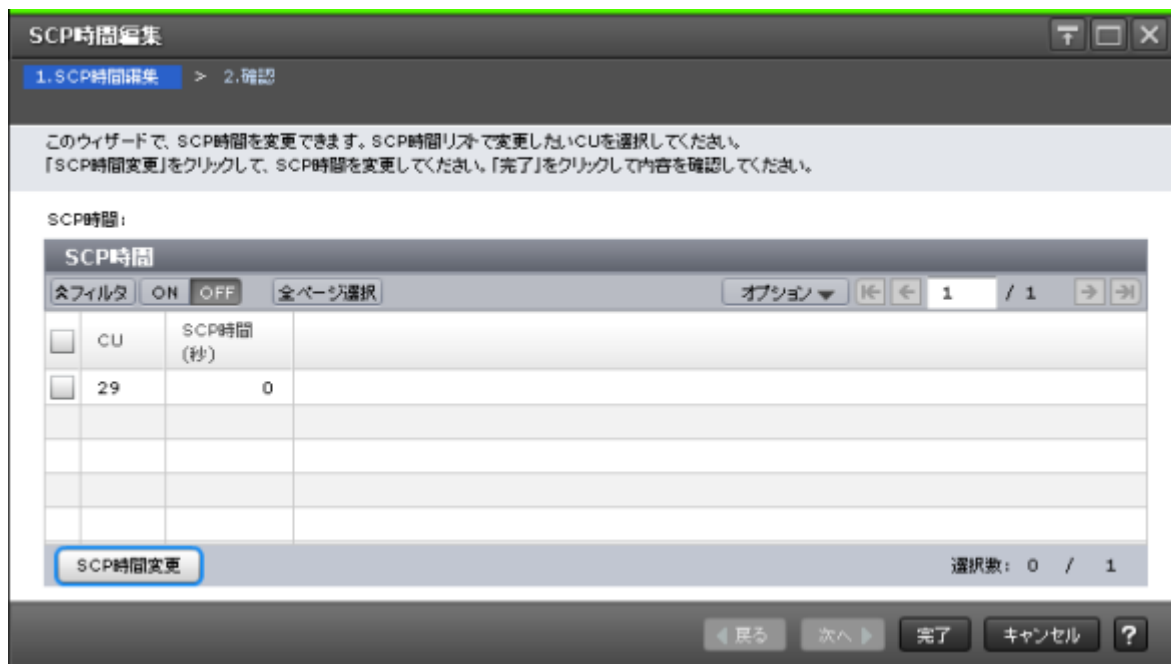 SCP時間編集
1.SCP時間編集 > 2.確認
このウィザードで、SCP時間を変更できます。SCP時間リストで変更したいCUを選択してください。
「SCP時間変更」をクリックして、SCP時間を変更してください。「完了」をクリックして内容を確認してください。
SCP時間:
SCP時間
フィルタ ON OFF 全ページ選択 オプション 1 / 1
CU SCP時間
(秒)
29 0
SCP時間変更 選択数: 0 / 1
戻る 次へ 完了 キャンセル ?